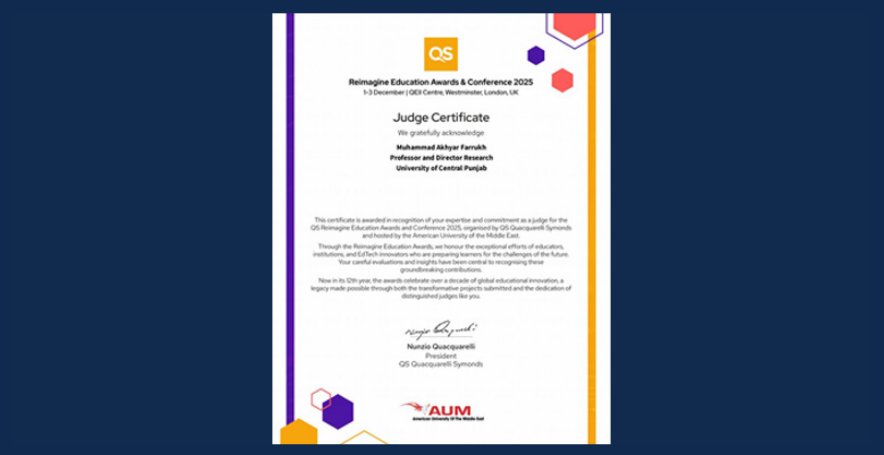 QS
Reimagine Education Awards & Conference 2025
1-3 December | QEII Centre, Westminster, London, UK
Judge Certificate
We gratefully acknowledge
Muhammad Akhyar Farrukh
Professor and Director Research
University of Central Punjab
This certificate is awarded in recognition of your expertise and commitment as a judge for the
QS Reimagine Education Awards and Conference 2025, organised by QS Quacquarelli Symonds
and hosted by the American University of the Middle East.
Through the Reimagine Education Awards, we honour the exceptional efforts of educators,
institutions, and EdTech innovators who are preparing learners for the challenges of the future.
Your careful evaluations and insights have been central to recognising these
groundbreaking contributions.
Now in its 12th year, the awards celebrate over a decade of global educational innovation, a
legacy made possible through both the transformative projects submitted and the dedication of
distinguished judges like you.
Nunzio Quacquarelli
Nunzio Quacquarelli
President
QS Quacquarelli Symonds
AUM
American University Of The Middle East